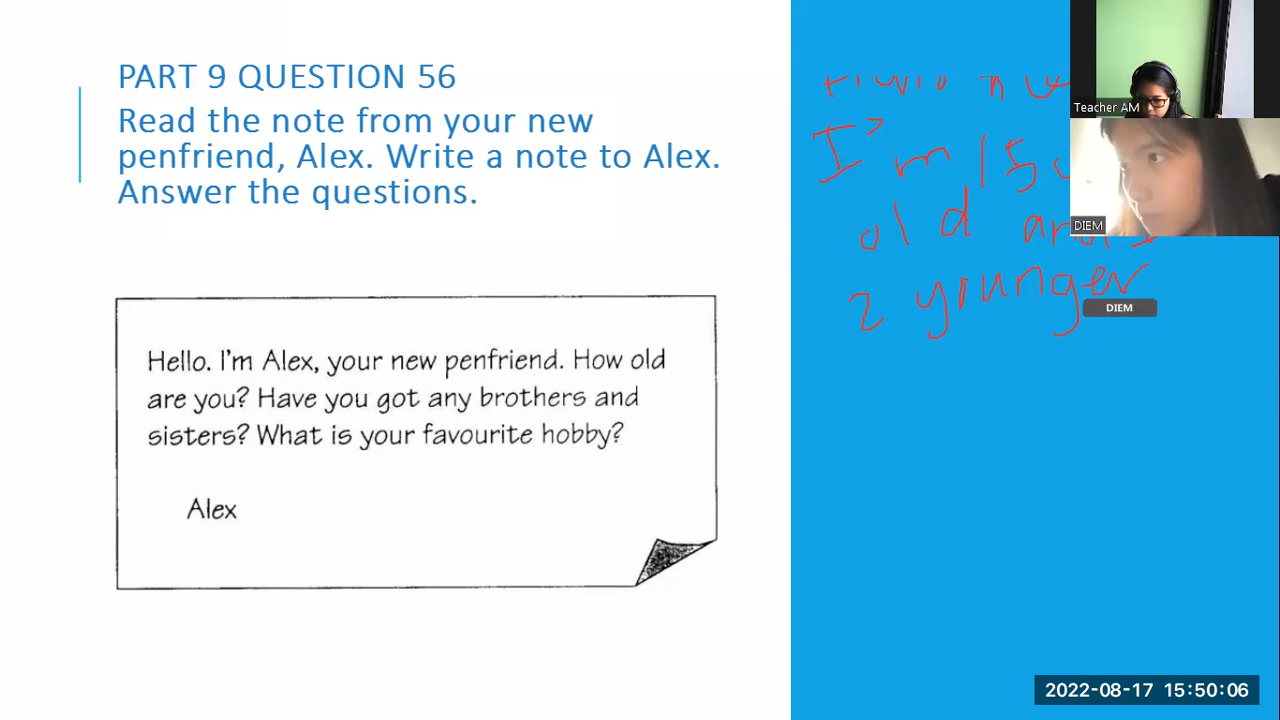 PART 9 QUESTION 56
Read the note from your new
penfriend, Alex. Write a note to Alex.
Answer the questions.
Hello. I'm Alex, your new penfriend. How old
are you? Have you got any brothers and
sisters? What is your favourite hobby?
Alex
I'm 15
old and
2 younger
Teacher AM
DIEM
DIEM
2022-08-17 15:50:06